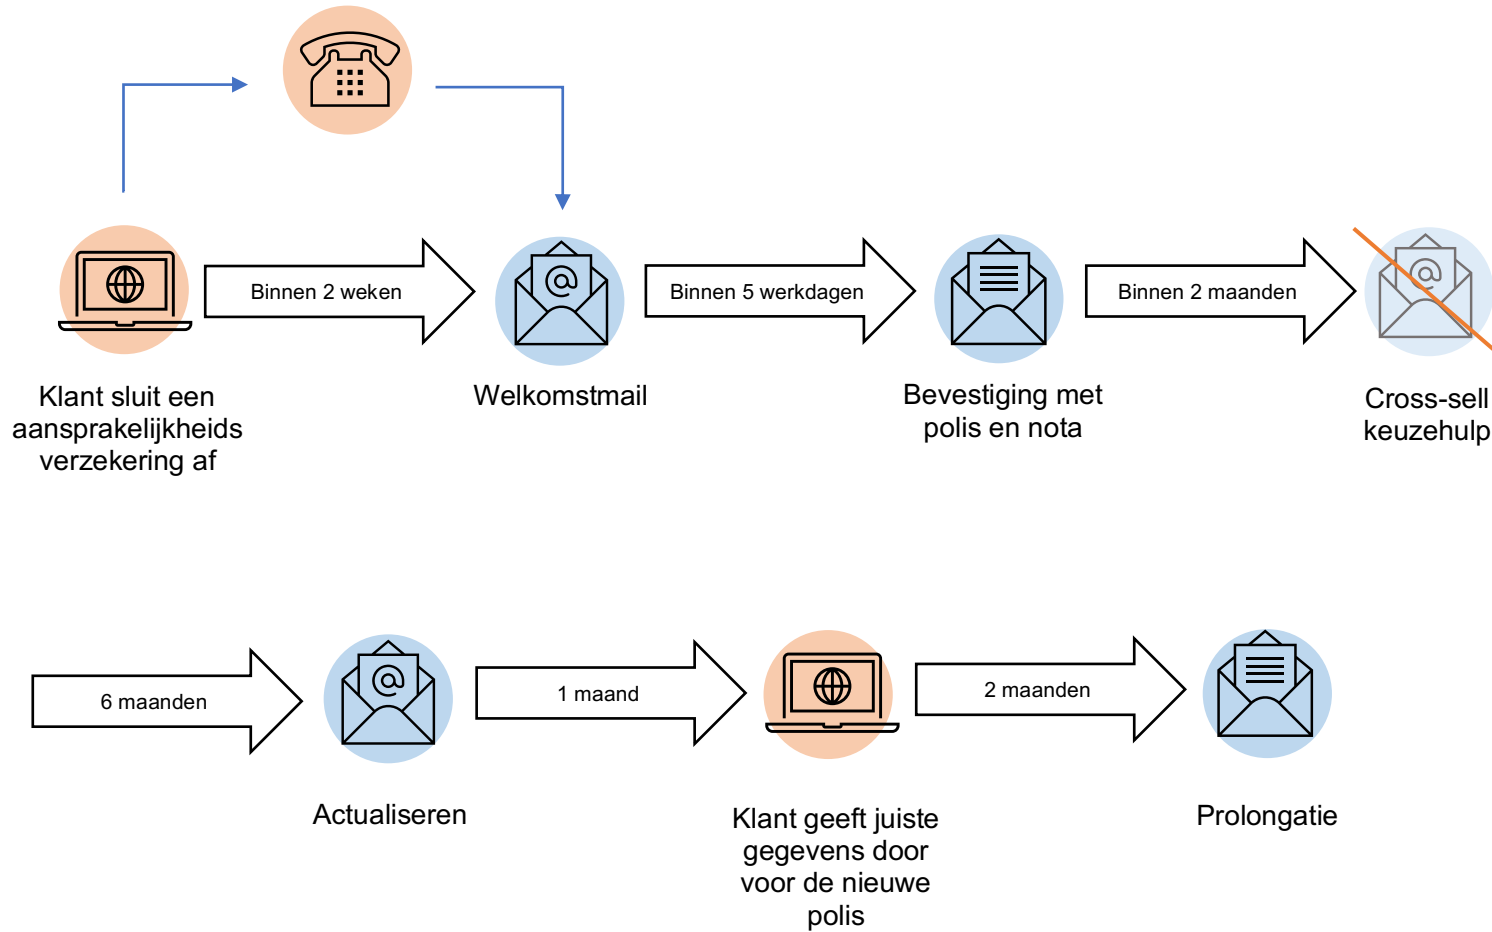 Binnen 2 weken
Binnen 5 werkdagen
Binnen 2 maanden
Klant sluit een
aansprakelijkheids
verzekering af
Welkomstmail
Bevestiging met
polis en nota
Cross-sell
keuzehulp
6 maanden
1 maand
2 maanden
Actualiseren
Klant geeft juiste
gegevens door
voor de nieuwe
polis
Prolongatie